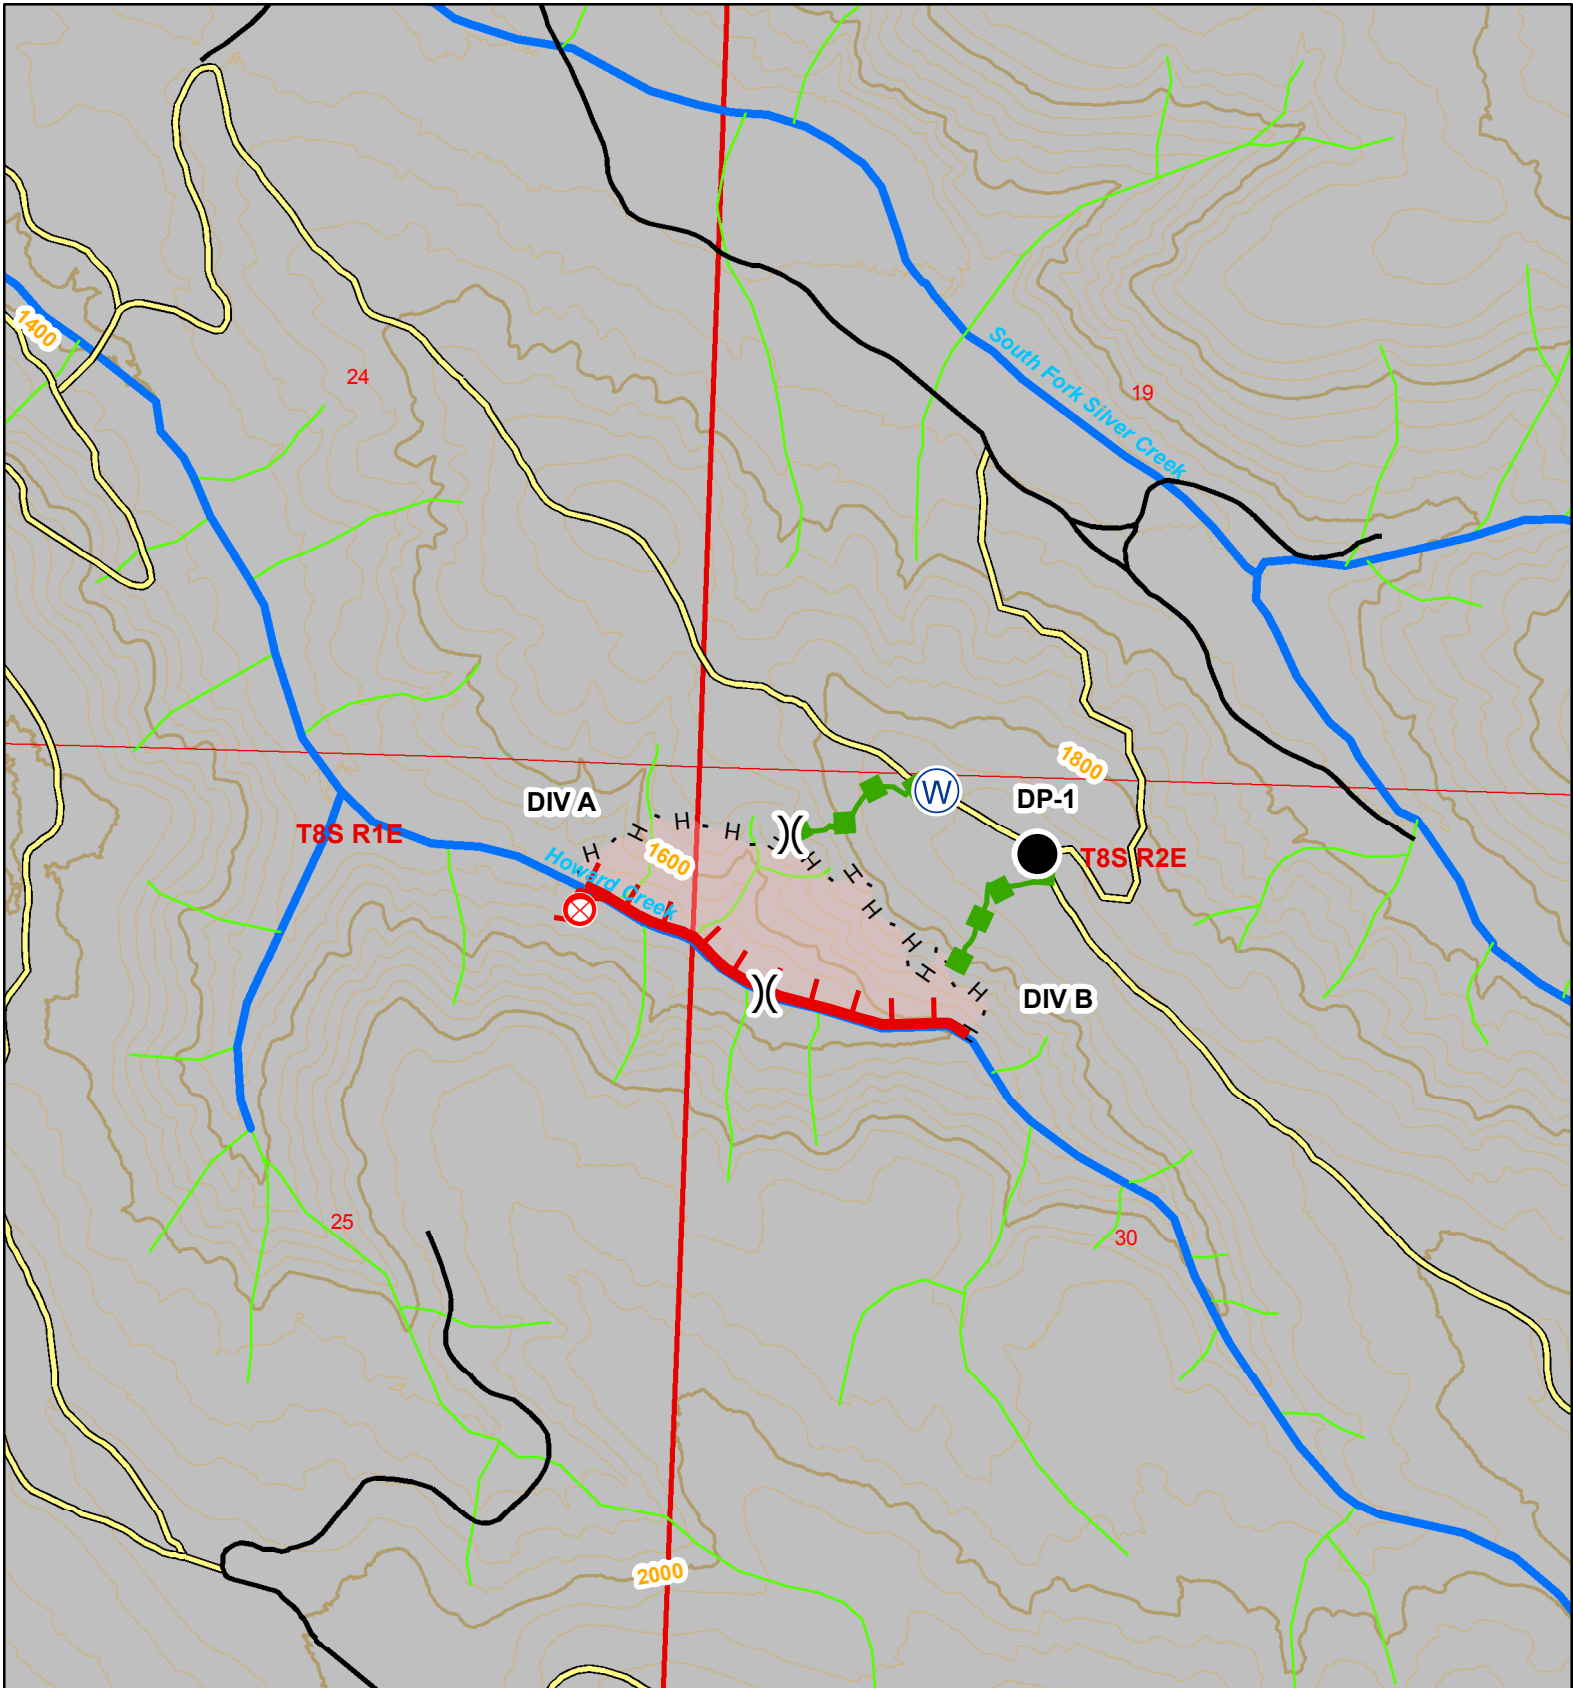 1400
24
South Fork Silver Creek
19
1800
DIV A
W
DP-1
T8S R1E
1600
T8S R2E
Howard Creek
H
H
H
H
H
H
H
H
H
H
H
DIV B
25
30
2000